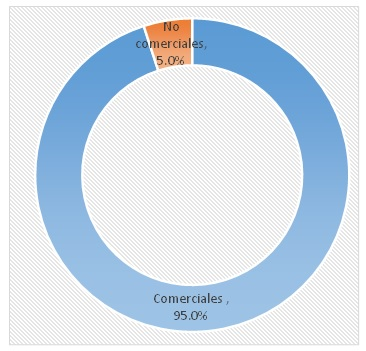 No
comerciales,
5.0%
Comerciales ,
95.0%